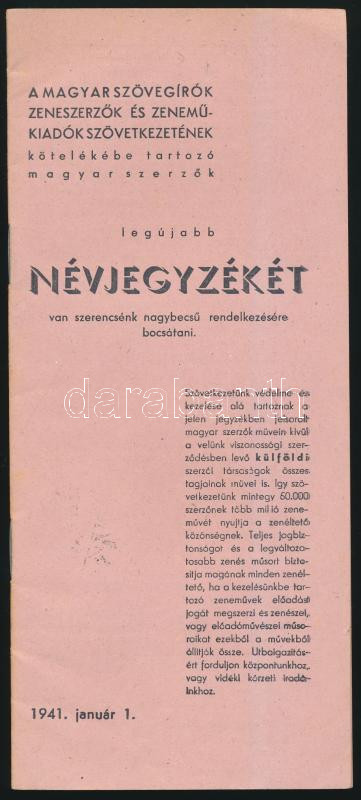 A MAGYAR SZÖVEGÍRÓK
ZENESZERZŐK ÉS ZENEMŰ-
KIADÓK SZÖVETKEZETÉNEK
kötelékébe tartozó
magyar szerzők
legújabb
NÉVJEGYZÉKÉT
van szerencsénk nagybecsű rendelkezésére
bocsátani.
darabanth
Szövetkezetünk védelme és
kezelése alá tartoznak a
jelen jegyzékben felsorolt
magyar szerzők művein kívül
a velünk viszonossági szer-
ződésben levő külföldi
szerzői társaságok összes
tagjainak művei is. Így szö-
vetkezetünk mintegy 60.000
szerzőnek több millió zene-
művét nyujtja a zenéltető
közönségnek. Teljes jogbiz-
tonságot és a legváltozato-
sabb zenés műsort bizto-
sítja magának minden zenél-
tető, ha a kezelésünkbe tar-
tozó zeneművek előadási
jogát megszerzi és zenészei,
vagy előadóművészei műso-
raikat ezekből a művekből
állítják össze. Utbaigazítás-
ért forduljon központunkhoz,
vagy vidéki körzeti irodá-
inkhoz.
1941. január 1.